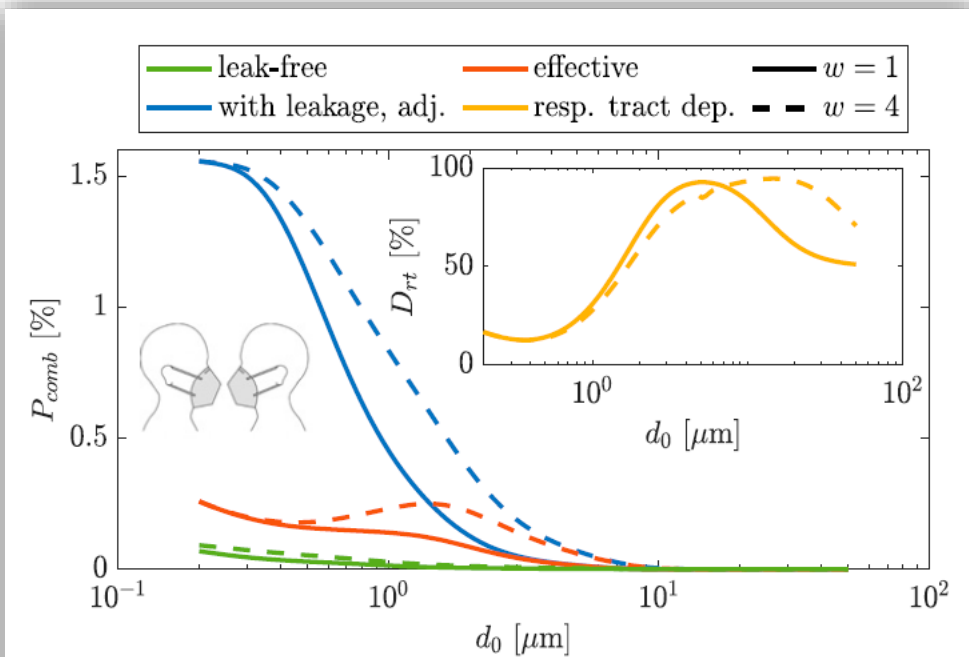 leak-free
effective
w = 1
with leakage, adj.
resp. tract dep.
w = 4
1.5
1
0.5
0
P_comb [%]
10^-1
10^0
10^1
10^2
d_0 [μm]
100
50
0
D_rt [%]
10^0
10^2
d_0 [μm]